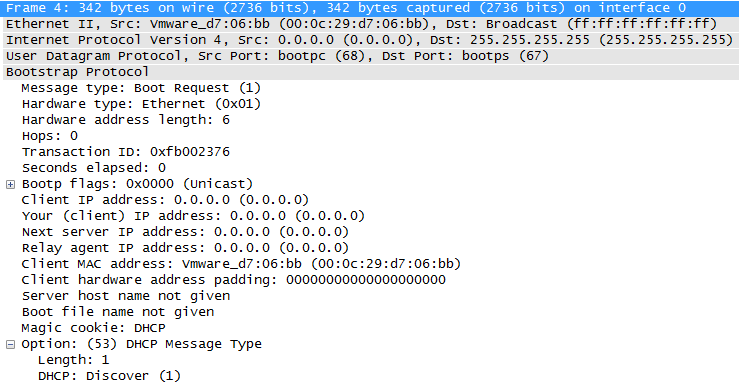 Frame 4: 342 bytes on wire (2736 bits), 342 bytes captured (2736 bits) on interface 0
Ethernet II, Src: Vmware_d7:06:bb (00:0c:29:d7:06:bb), Dst: Broadcast (ff:ff:ff:ff:ff:ff)
Internet Protocol Version 4, Src: 0.0.0.0 (0.0.0.0), Dst: 255.255.255.255 (255.255.255.255)
User Datagram Protocol, Src Port: bootpc (68), Dst Port: bootps (67)
Bootstrap Protocol
Message type: Boot Request (1)
Hardware type: Ethernet (0x01)
Hardware address length: 6
Hops: 0
Transaction ID: 0xfb002376
Seconds elapsed: 0
Bootp flags: 0x0000 (Unicast)
Client IP address: 0.0.0.0 (0.0.0.0)
Your (client) IP address: 0.0.0.0 (0.0.0.0)
Next server IP address: 0.0.0.0 (0.0.0.0)
Relay agent IP address: 0.0.0.0 (0.0.0.0)
Client MAC address: Vmware_d7:06:bb (00:0c:29:d7:06:bb)
Client hardware address padding: 00000000000000000000
Server host name not given
Boot file name not given
Magic cookie: DHCP
Option: (53) DHCP Message Type
Length: 1
DHCP: Discover (1)